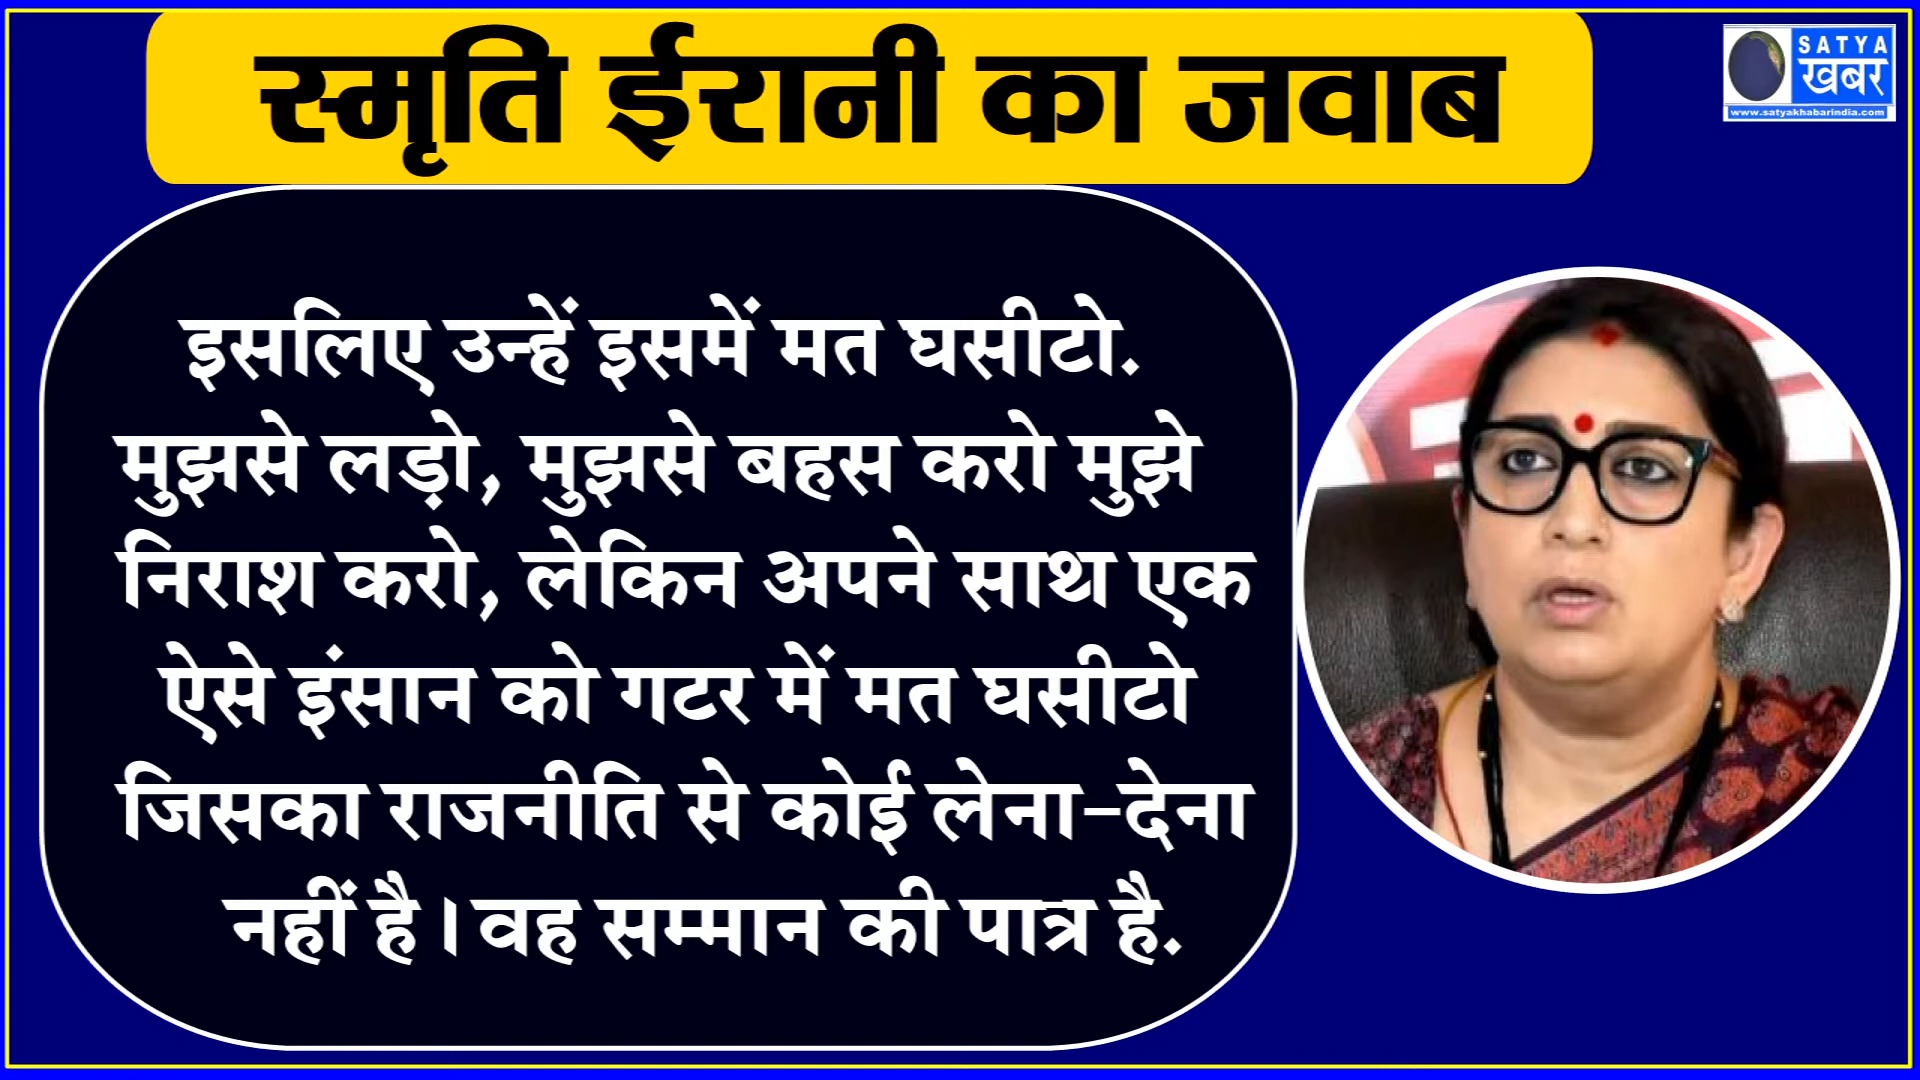 स्मृति ईरानी का जवाब
SATYA
खबर
www.satyakhabarindia.com
इसलिए उन्हें इसमें मत घसीटो.
मुझसे लड़ो, मुझसे बहस करो मुझे
निराश करो, लेकिन अपने साथ एक
ऐसे इंसान को गटर में मत घसीटो
जिसका राजनीति से कोई लेना-देना
नहीं है । वह सम्मान की पात्र है.